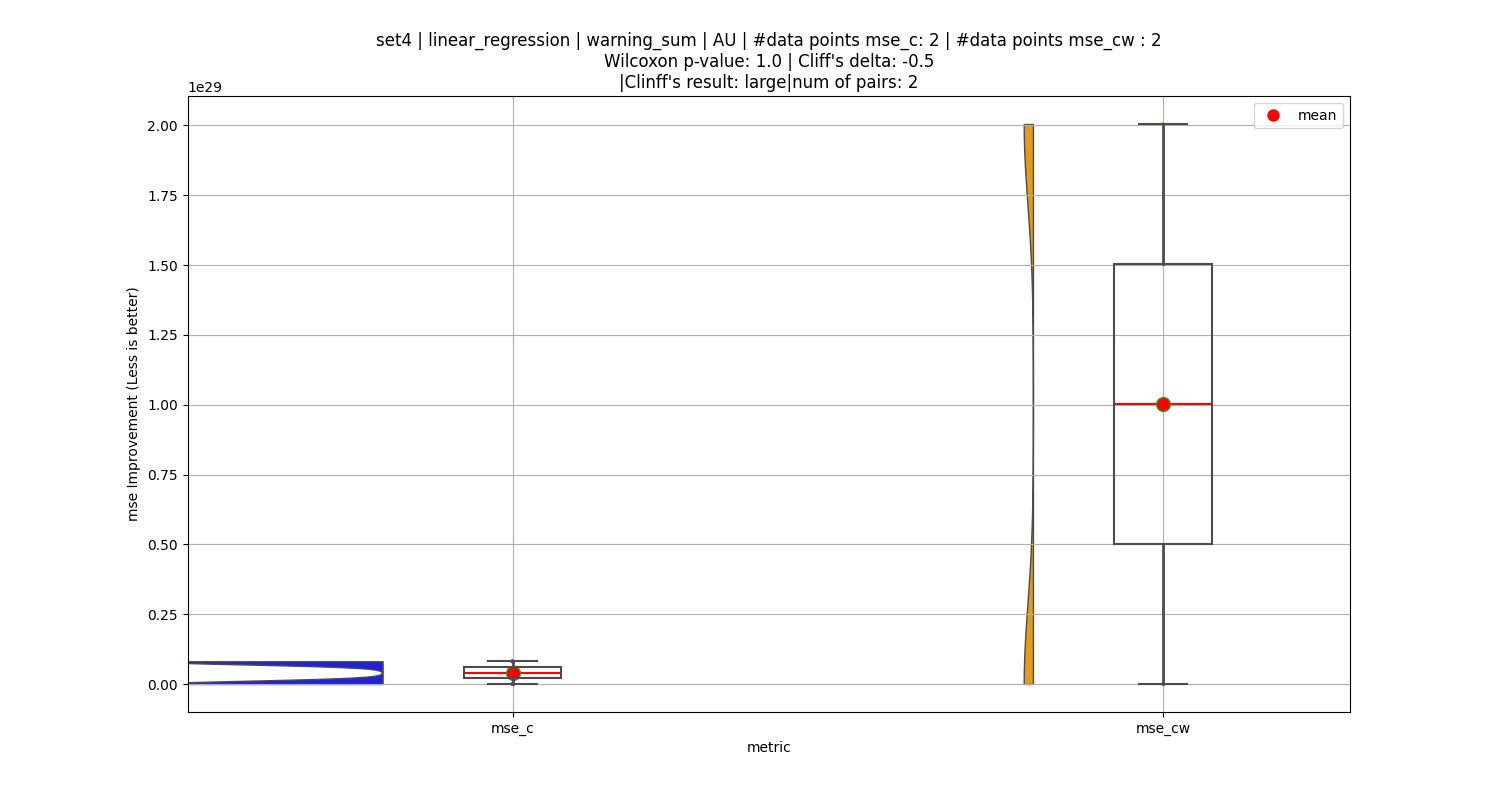 set4 | linear_regression | warning_sum | AU | #data points mse_c: 2 | #data points mse_cw : 2
Wilcoxon p-value: 1.0 | Cliff's delta: -0.5
|Clinff's result: large|num of pairs: 2
1e29
mean
2.00
1.75
1.50
1.25
1.00
0.75
0.50
0.25
0.00
mse Improvement (Less is better)
mse_c
mse_cw
metric